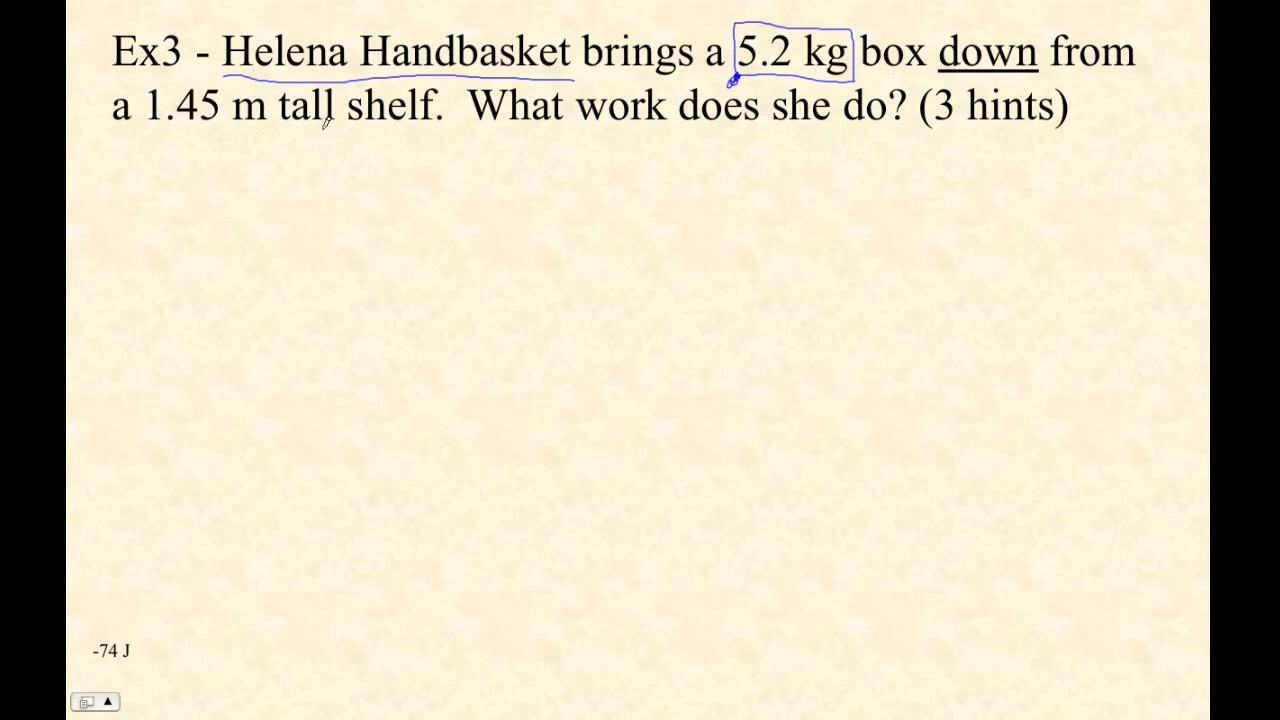 Ex3 - Helena Handbasket brings a 5.2 kg box down from
a 1.45 m tall shelf.  What work does she do? (3 hints)
-74 J